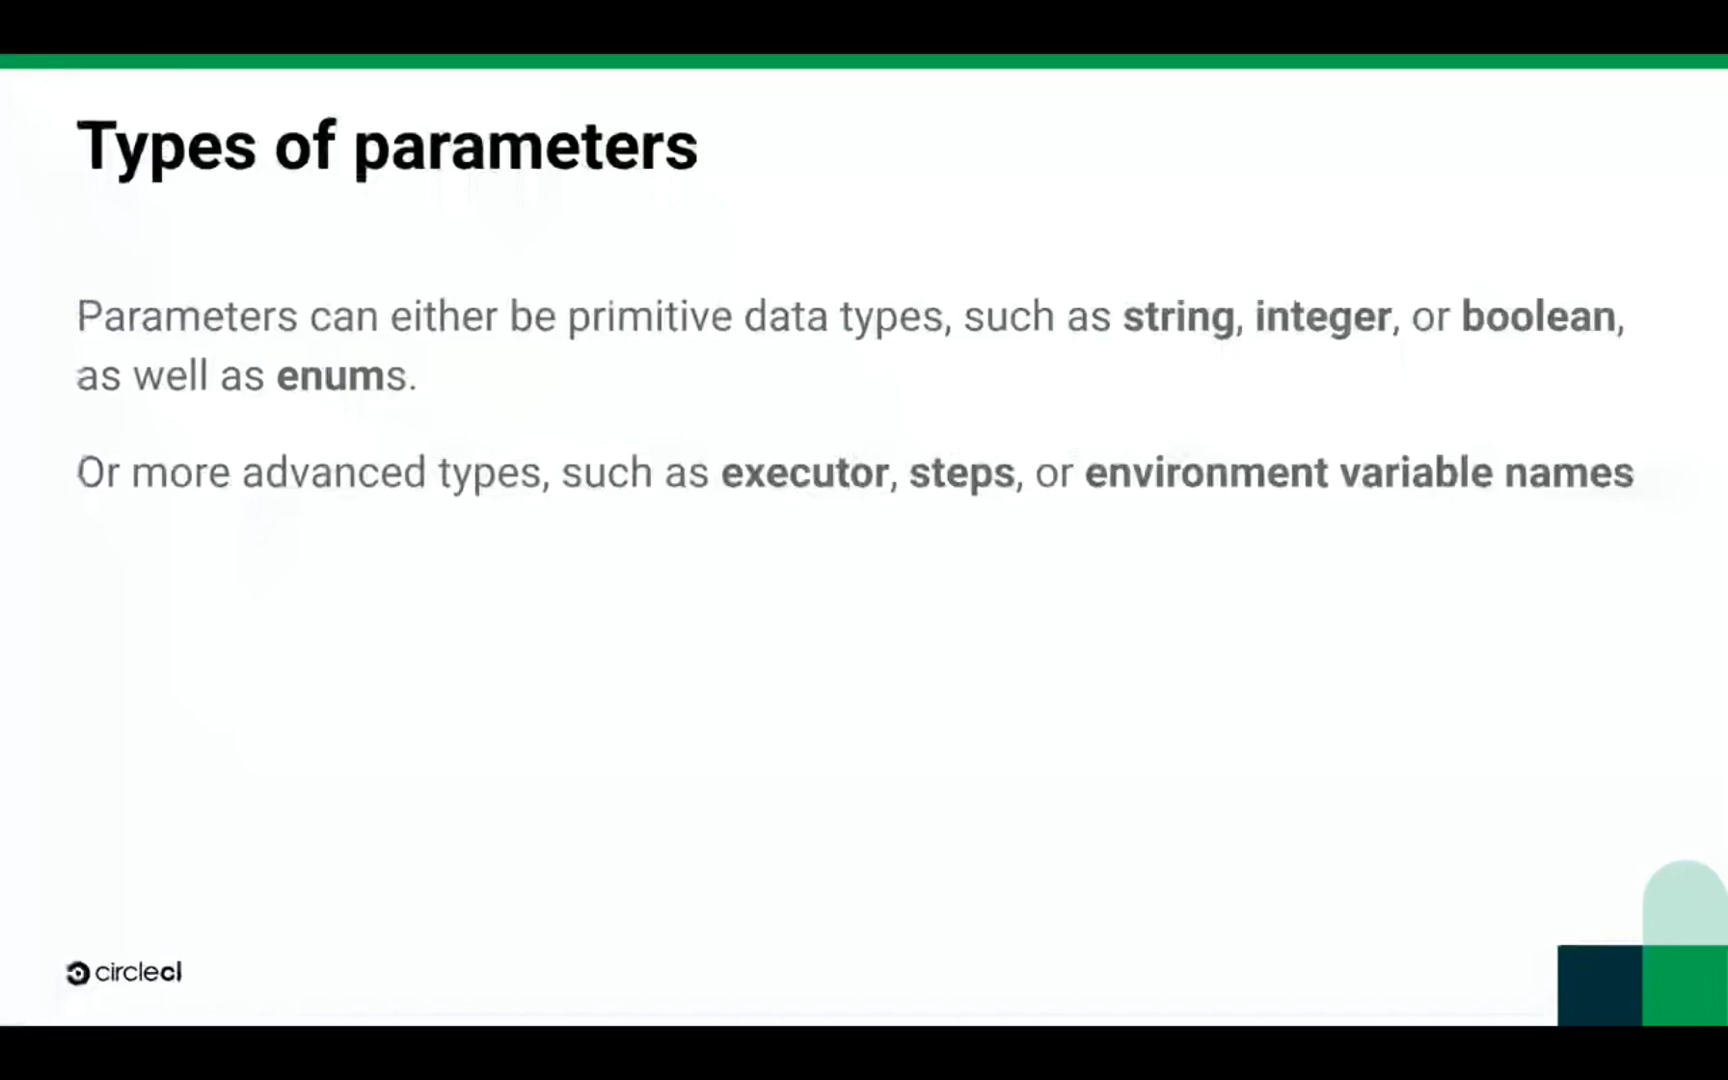 Types of parameters
Parameters can either be primitive data types, such as string, integer, or boolean,
as well as enums.
Or more advanced types, such as executor, steps, or environment variable names
circleci